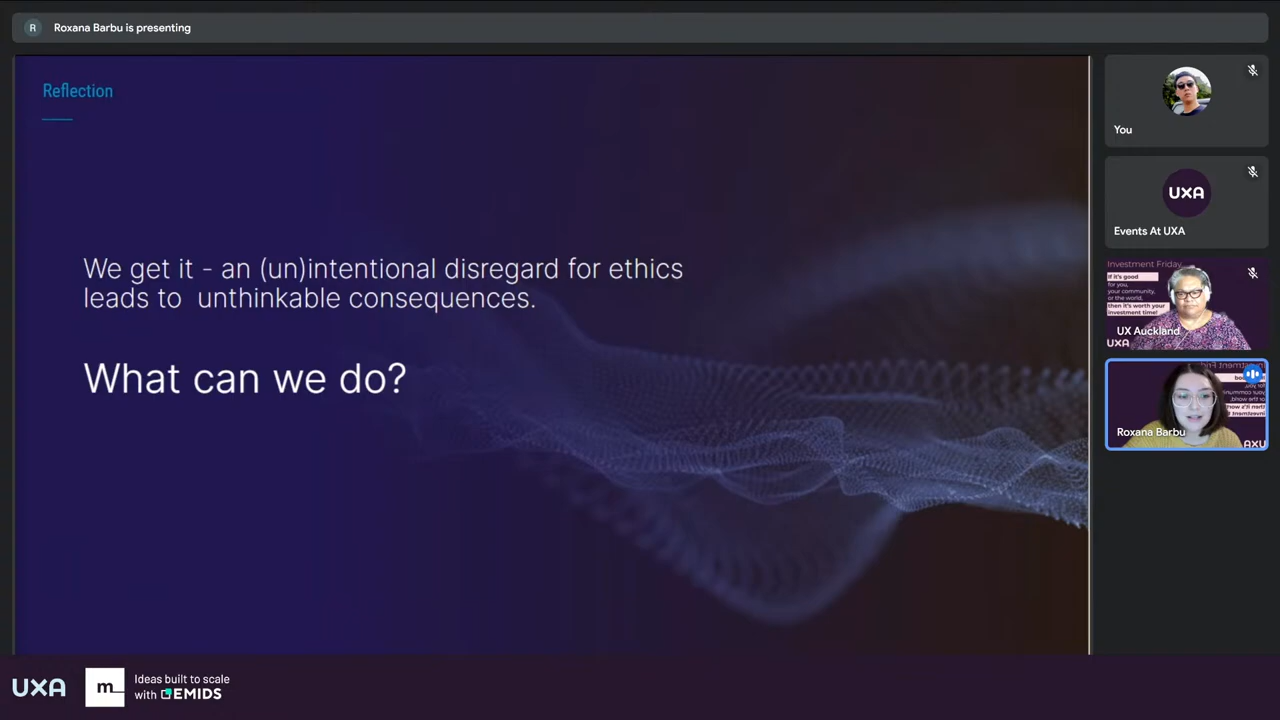 R
Roxana Barbu is presenting
Reflection
We get it - an (un)intentional disregard for ethics
leads to unthinkable consequences.
What can we do?
You
UXA
Events At UXA
Investment Friday
If it's good
for you,
your community,
or the world,
then it's worth your
investment time!
UX Auckland
UXA
Roxana Barbu
UXA
UXA
m_
Ideas built to scale
with EMIDS